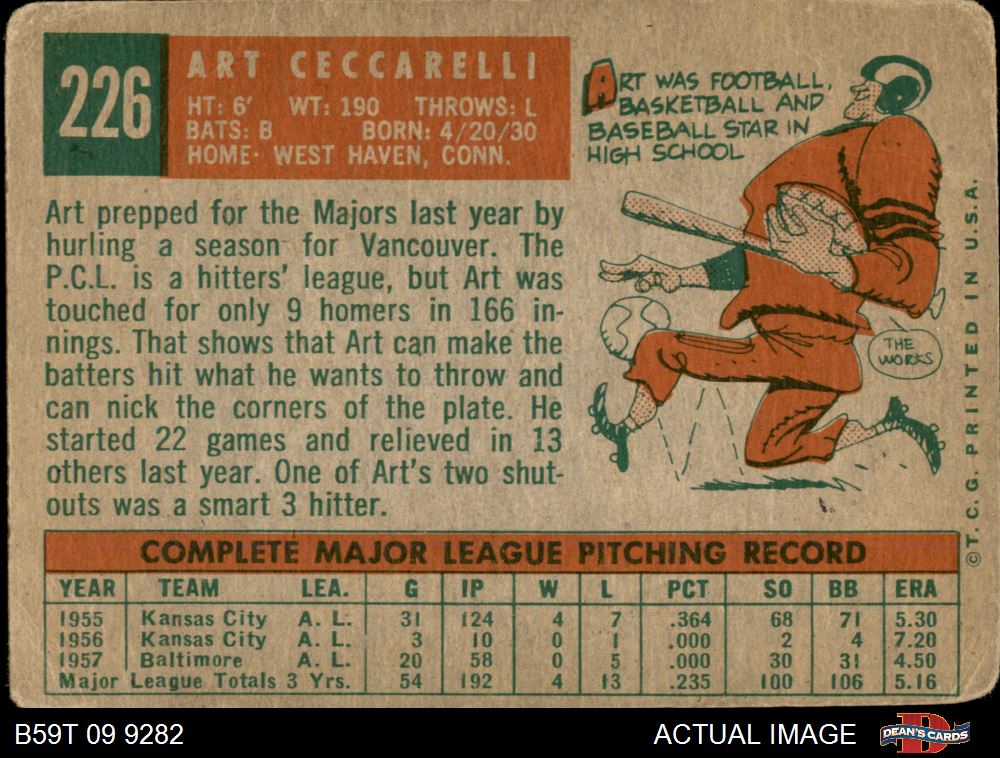 226
ART CECCARELLI
HT: 6' WT: 190 THROWS: L
BATS: B BORN: 4/20/30
HOME· WEST HAVEN, CONN.
ART WAS FOOTBALL,
BASKETBALL AND
BASEBALL STAR IN
HIGH SCHOOL
THE
WORKS
Art prepped for the Majors last year by
hurling a season for Vancouver. The
P.C.L. is a hitters' league, but Art was
touched for only 9 homers in 166 in-
nings. That shows that Art can make the
batters hit what he wants to throw and
can nick the corners of the plate. He
started 22 games and relieved in 13
others last year. One of Art's two shut-
outs was a smart 3 hitter.
©T. C. G. PRINTED IN U.S.A.
COMPLETE MAJOR LEAGUE PITCHING RECORD
YEAR TEAM LEA. G IP W L PCT SO BB ERA
1955 Kansas City A. L. 31 124 4 7 .364 68 71 5.30
1956 Kansas City A. L. 3 10 0 1 .000 2 4 7.20
1957 Baltimore A. L. 20 58 0 5 .000 30 31 4.50
Major League Totals 3 Yrs. 54 192 4 13 .235 100 106 5.16
B59T 09 9282
ACTUAL IMAGE
DEAN'S CARDS